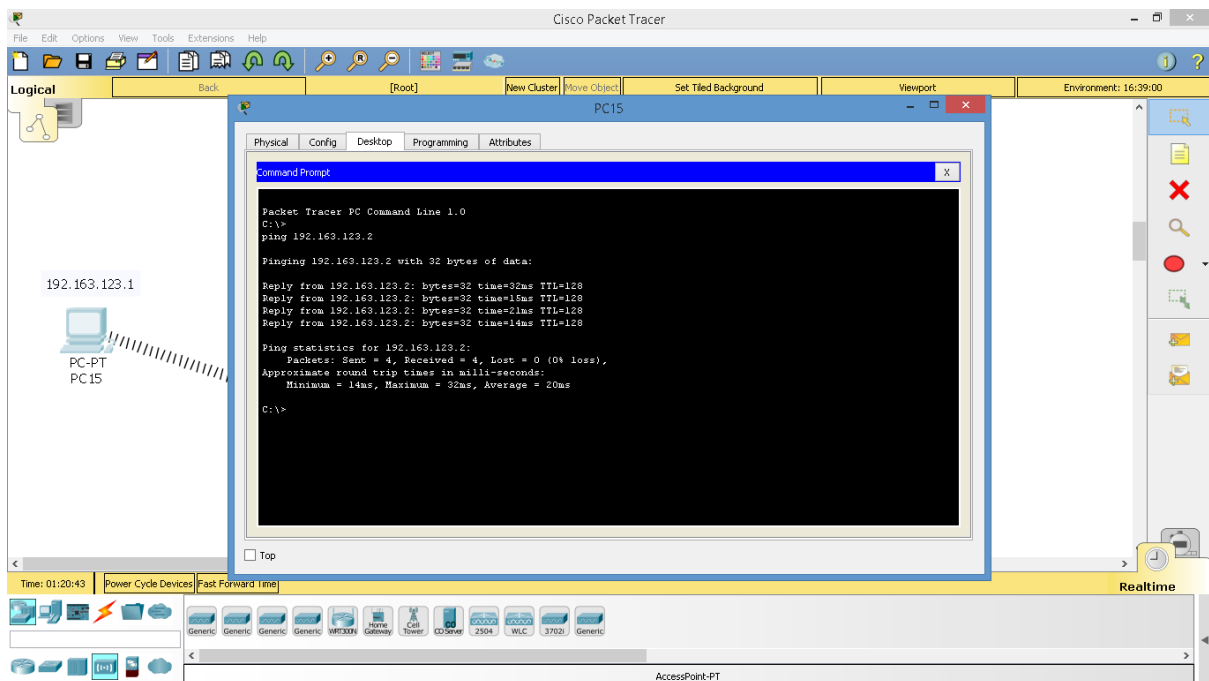 Cisco Packet Tracer
File Edit Options View Tools Extensions Help
Logical
Back
[Root]
New Cluster
Move Object
Set Tiled Background
Viewport
Environment: 16:39:00
PC15
Physical Config Desktop Programming Attributes
Command Prompt
X
Packet Tracer PC Command Line 1.0
C:\>
ping 192.163.123.2
Pinging 192.163.123.2 with 32 bytes of data:
Reply from 192.163.123.2: bytes=32 time=32ms TTL=128
Reply from 192.163.123.2: bytes=32 time=15ms TTL=128
Reply from 192.163.123.2: bytes=32 time=21ms TTL=128
Reply from 192.163.123.2: bytes=32 time=14ms TTL=128
Ping statistics for 192.163.123.2:
Packets: Sent = 4, Received = 4, Lost = 0 (0% loss),
Approximate round trip times in milli-seconds:
Minimum = 14ms, Maximum = 32ms, Average = 20ms
C:\>
192.163.123.1
PC-PT
PC15
Top
Time: 01:20:43
Power Cycle Devices
Fast Forward Time
Realtime
Generic Generic Generic Generic WRT300N Home Gateway Cell Tower CO Server 2504 WLC 3702i Generic
AccessPoint-PT